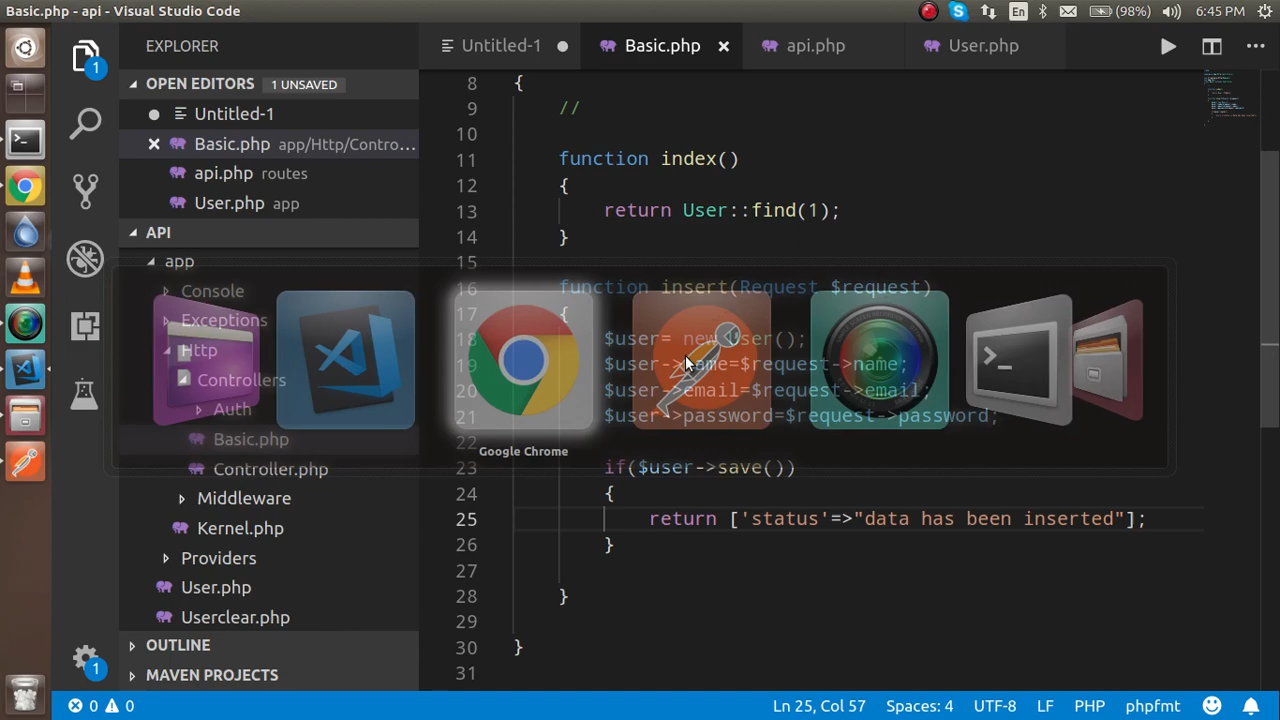 Basic.php - api - Visual Studio Code
En
(98%)
6:45 PM
EXPLORER
Untitled-1
Basic.php
api.php
User.php
OPEN EDITORS 1 UNSAVED
Untitled-1
Basic.php app/Http/Contro...
api.php routes
User.php app
API
app
Console
Exceptions
Http
Controllers
Auth
Basic.php
Controller.php
Middleware
Kernel.php
Providers
User.php
Userclear.php
OUTLINE
MAVEN PROJECTS
1
1
8 {
9 //
10
11 function index()
12 {
13 return User::find(1);
14 }
15
16 function insert(Request $request)
17 {
18 $user= new User();
19 $user->name=$request->name;
20 $user->email=$request->email;
21 $user->password=$request->password;
22
23 if($user->save())
24 {
25 return ['status'=>"data has been inserted"];
26 }
27
28 }
29
30 }
31
Google Chrome
0 0
Ln 25, Col 57
Spaces: 4
UTF-8
LF
PHP
phpfmt